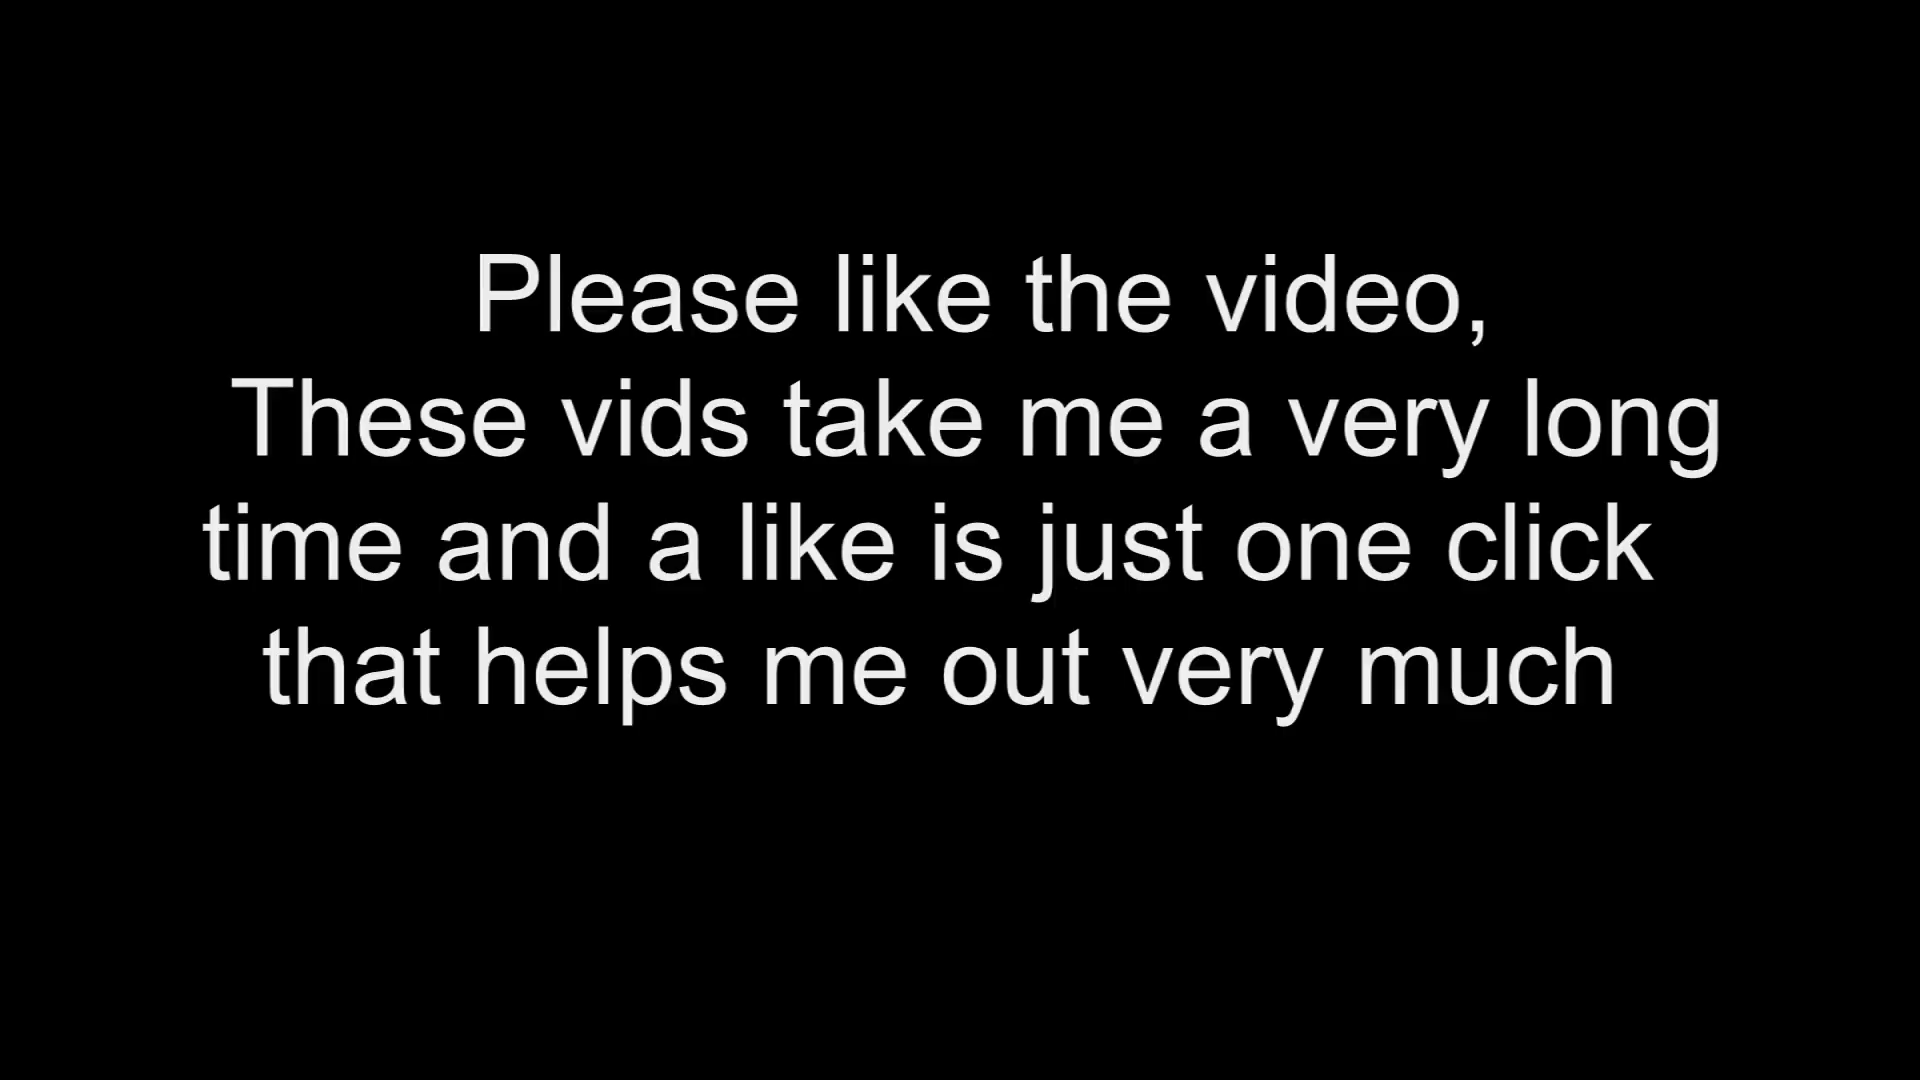 Please like the video,
These vids take me a very long
time and a like is just one click
that helps me out very much